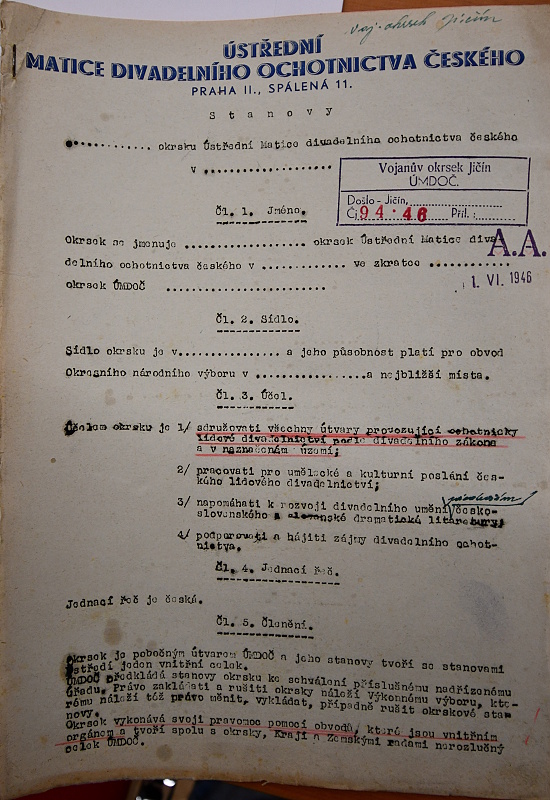 voj. okrsek Jičín
ÚSTŘEDNÍ
MATICE DIVADELNÍHO OCHOTNICTVA ČESKÉHO
PRAHA II., SPÁLENÁ 11.
S t a n o v y
............ okrsku Ústřední Matice divadelního ochotnictva českého
v ..................
Vojanův okrsek Jičín
ÚMDOČ.
Došlo - Jičín,
Čj. 94·46 Příl.:
Čl. 1. Jméno.
Okrsek se jmenuje ................. okrsek Ústřední Matice diva-
A.A.
delního ochotnictva českého v ............ ve zkratce ...........
1. VI. 1946
okrsek ÚMDOČ ......................
Čl. 2. Sídlo.
Sídlo okrsku je v............... a jeho působnost platí pro obvod
Okresního národního výboru v ...............a nejbližší místa.
Čl. 3. Účel.
Účelem okrsku je 1/ sdružovati všechny útvary provozující ochotnicky
lidové divadelnictví podle divadelního zákona
a v naznačeném území;
2/ pracovati pro umělecké a kulturní poslání čes-
kého lidového divadelnictví;
3/ napomáhati k rozvoji divadelního umění česko-
slovenského a slovenské dramatická literatury;
4/ podporovati a hájiti zájmy divadelního ochot-
nictva.
Čl. 4. Jednací řeč.
Jednací řeč je česká.
Čl. 5. Členění.
Okrsek je pobočným útvarem ÚMDOČ a jeho stanovy tvoří se stanovami
Ústředí jeden vnitřní celek.
ÚMDOČ předkládá stanovy okrsku ke schválení příslušnému nadřízenému
úřadu. Právo zakládati a rušiti okrsky náleží Výkonnému výboru, kte-
rému náleží též právo měnit, vykládat, případně rušit okrskové sta-
novy.
Okrsek vykonává svoji pravomoc pomocí obvodů, které jsou vnitřním
orgánem a tvoří spolu s okrsky, Kraji a Zemskými radami nerozlučný
celek ÚMDOČ.